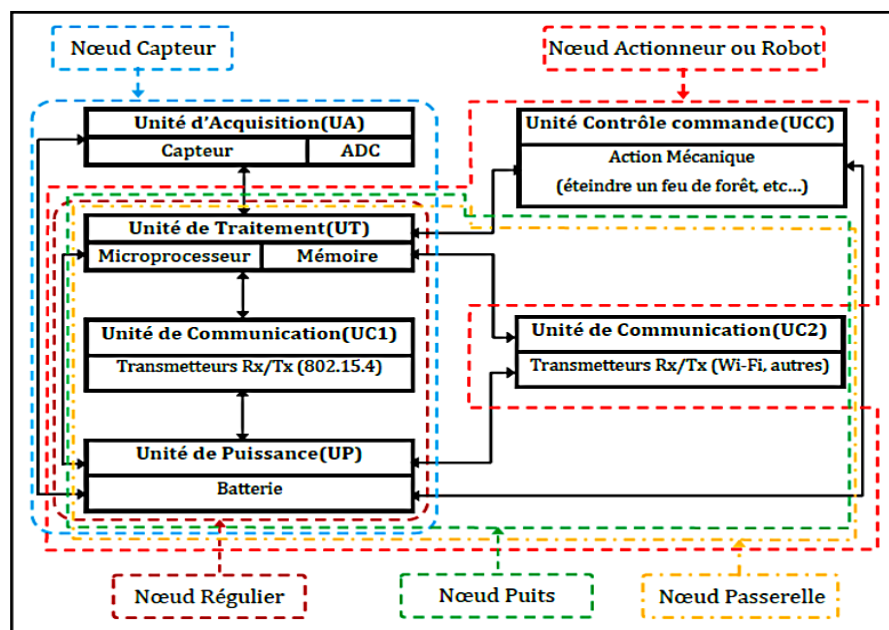 Nœud Capteur
Nœud Actionneur ou Robot
Unité d'Acquisition(UA)
Capteur
ADC
Unité Contrôle commande(UCC)
Action Mécanique
(éteindre un feu de forêt, etc...)
Unité de Traitement(UT)
Microprocesseur
Mémoire
Unité de Communication(UC1)
Transmetteurs Rx/Tx (802.15.4)
Unité de Communication(UC2)
Transmetteurs Rx/Tx (Wi-Fi, autres)
Unité de Puissance(UP)
Batterie
Nœud Régulier
Nœud Puits
Nœud Passerelle